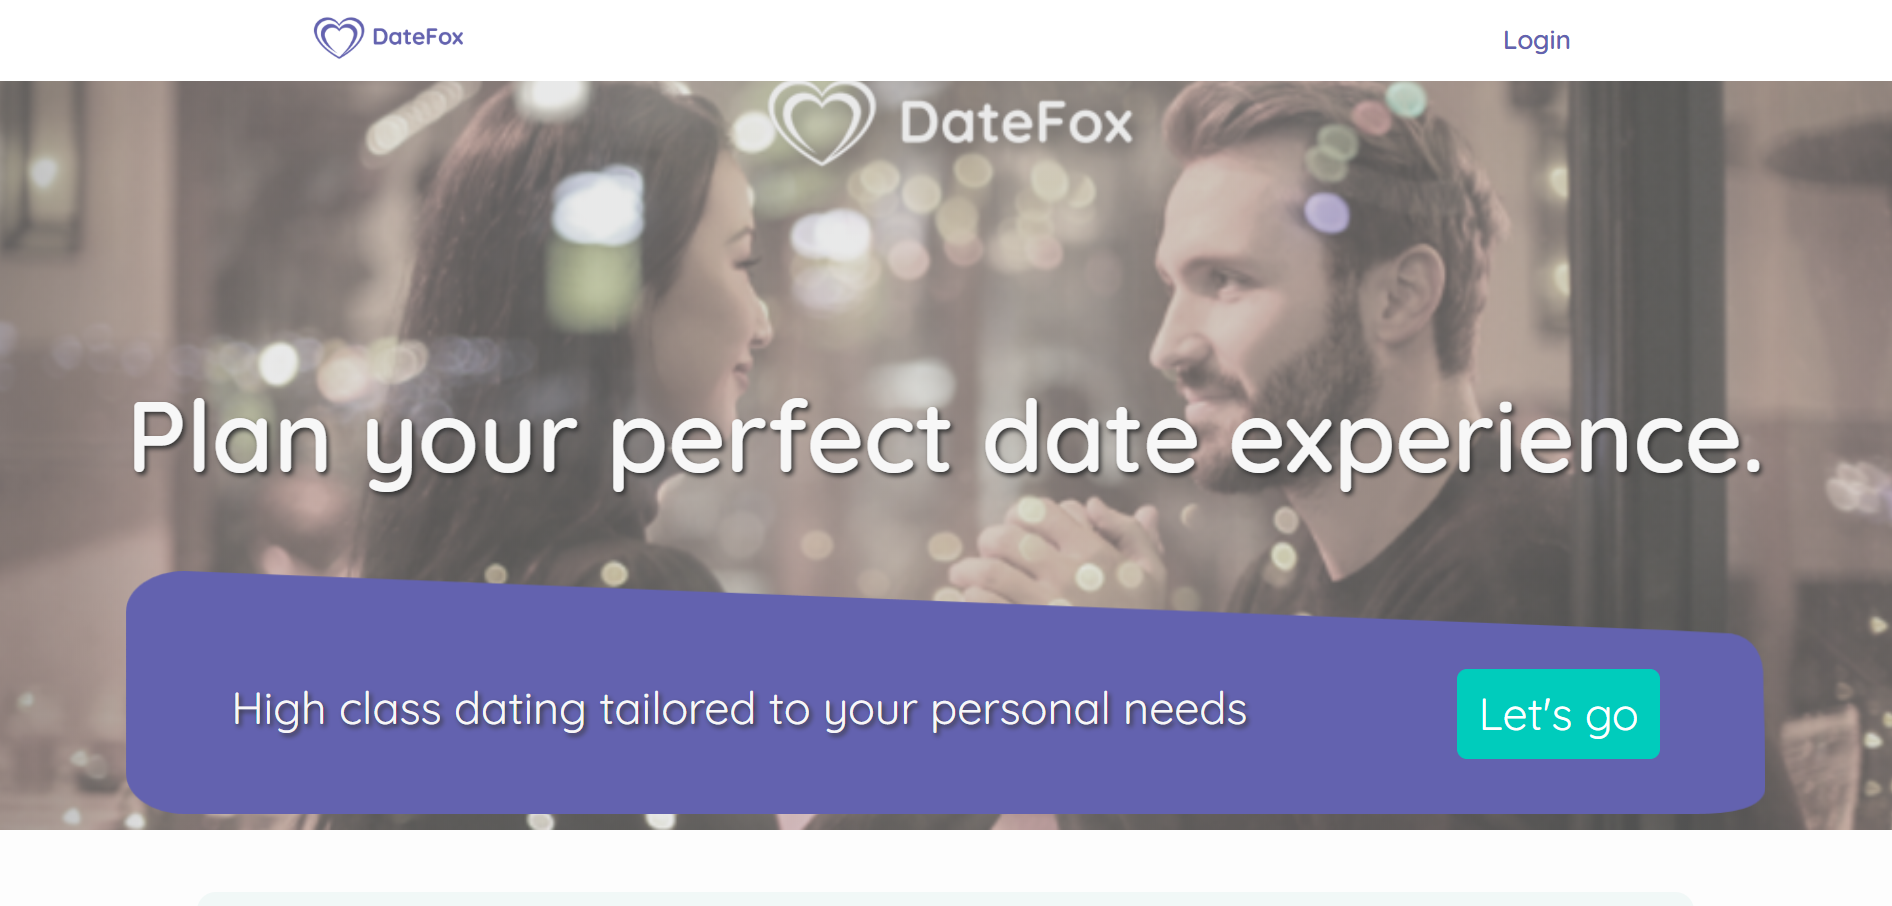 DateFox
Login
DateFox
Plan your perfect date experience.
High class dating tailored to your personal needs
Let's go